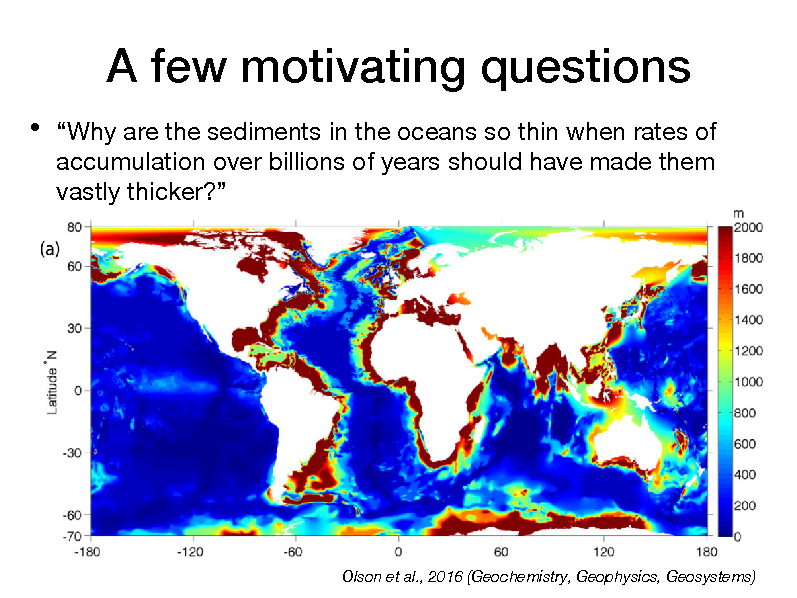 A few motivating questions
• “Why are the sediments in the oceans so thin when rates of
accumulation over billions of years should have made them
vastly thicker?”
m
(a)
80
60
30
0
-30
-60
-70
Latitude °N
-180 -120 -60 0 60 120 180
2000
1800
1600
1400
1200
1000
800
600
400
200
0
Olson et al., 2016 (Geochemistry, Geophysics, Geosystems)